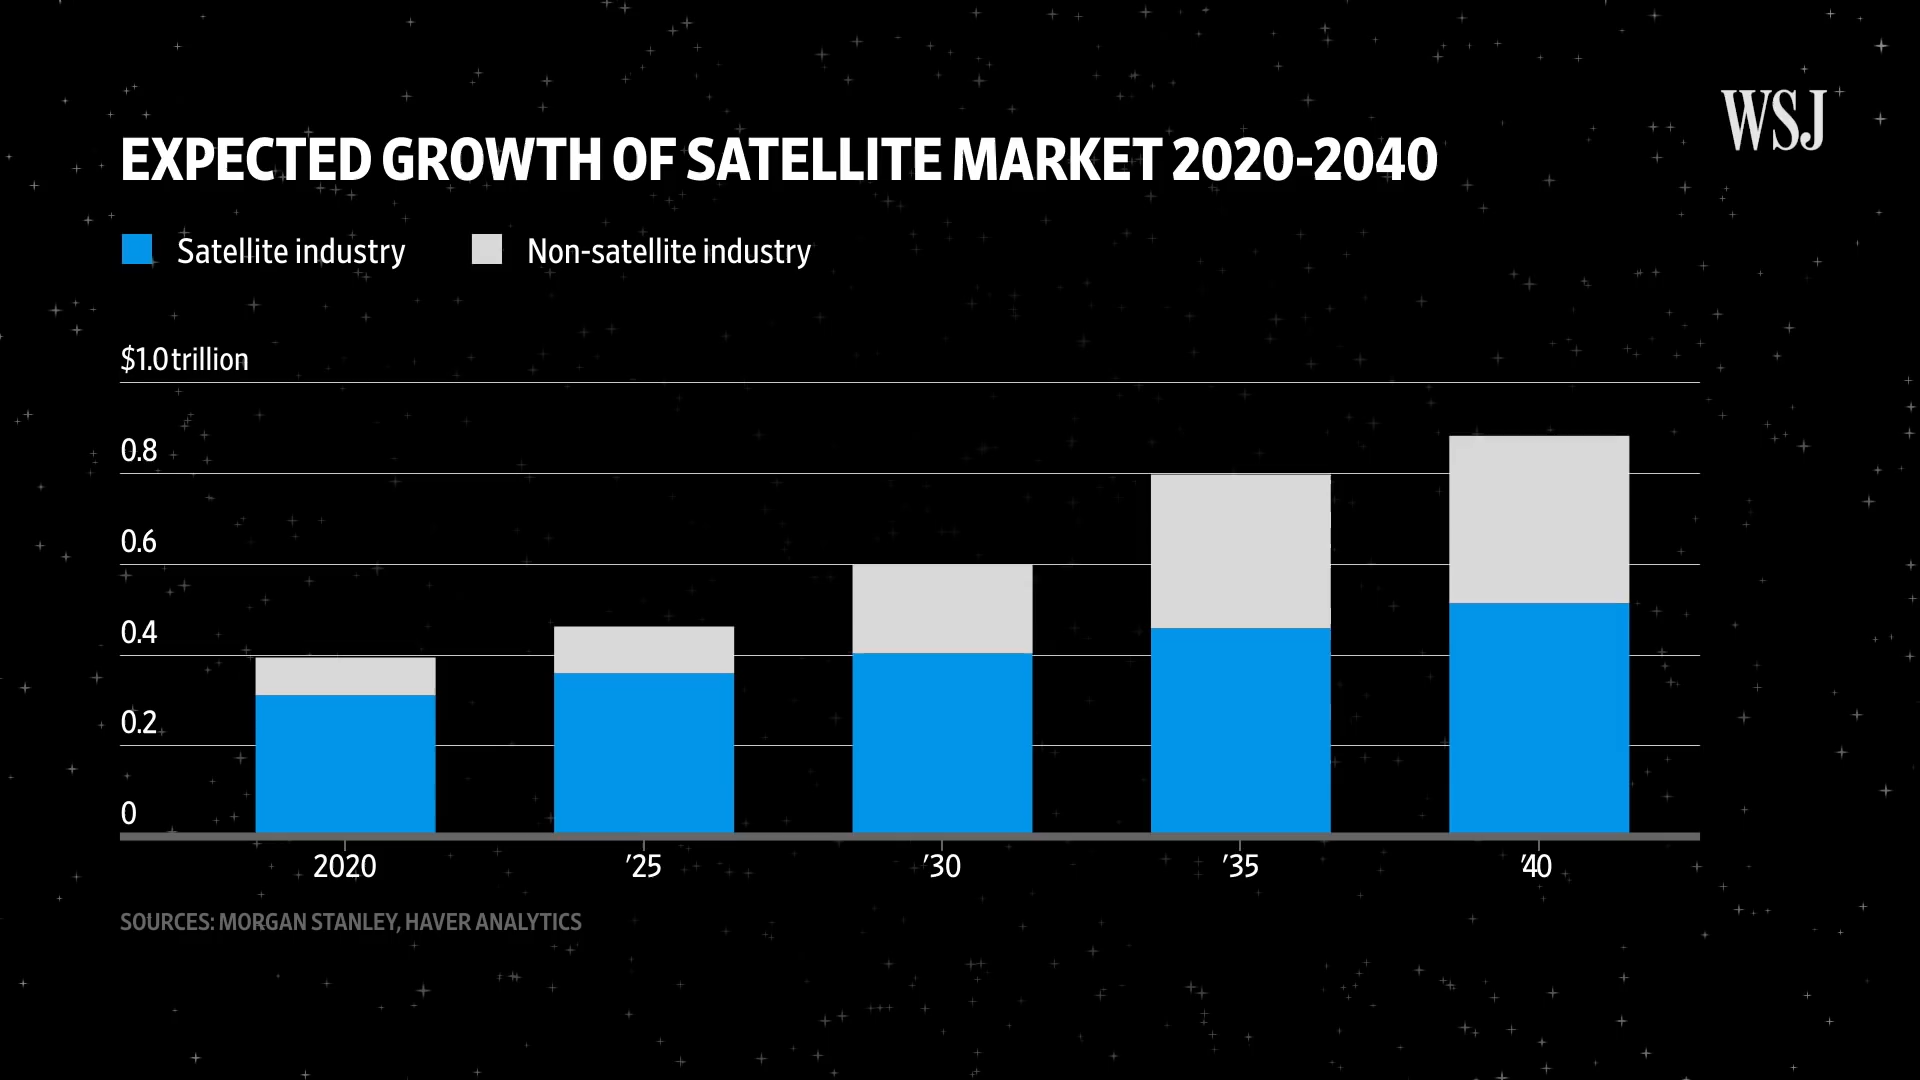 WSJ
EXPECTED GROWTH OF SATELLITE MARKET 2020-2040
Satellite industry Non-satellite industry
$1.0 trillion
0.8
0.6
0.4
0.2
0
2020 ’25 ’30 ’35 ’40
SOURCES: MORGAN STANLEY, HAVER ANALYTICS